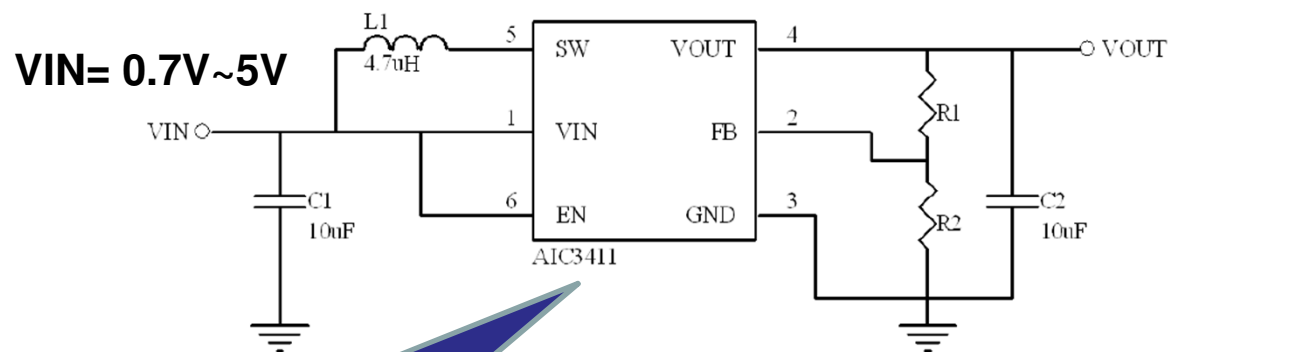 VIN= 0.7V~5V
L1
4.7uH
5
SW
VOUT
4
VOUT
VIN
1
VIN
FB
2
R1
C1
10uF
6
EN
GND
3
R2
C2
10uF
AIC3411